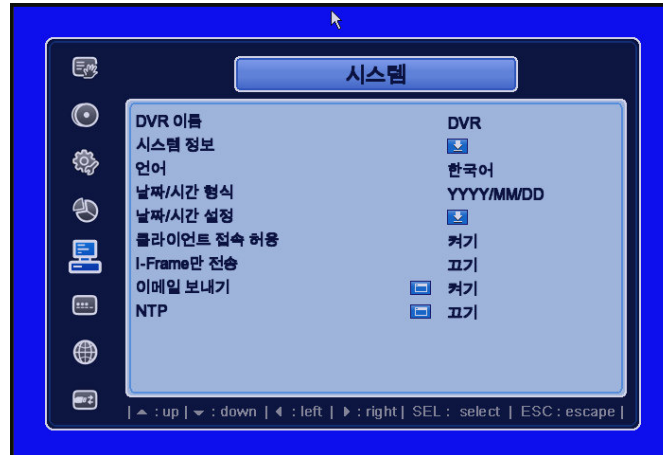 시스템
DVR 이름 DVR
시스템 정보
언어 한국어
날짜/시간 형식 YYYY/MM/DD
날짜/시간 설정
클라이언트 접속 허용 켜기
I-Frame만 전송 끄기
이메일 보내기 켜기
NTP 끄기
| ▲ : up | ▼ : down | ◀ : left | ▶ : right | SEL : select | ESC : escape |